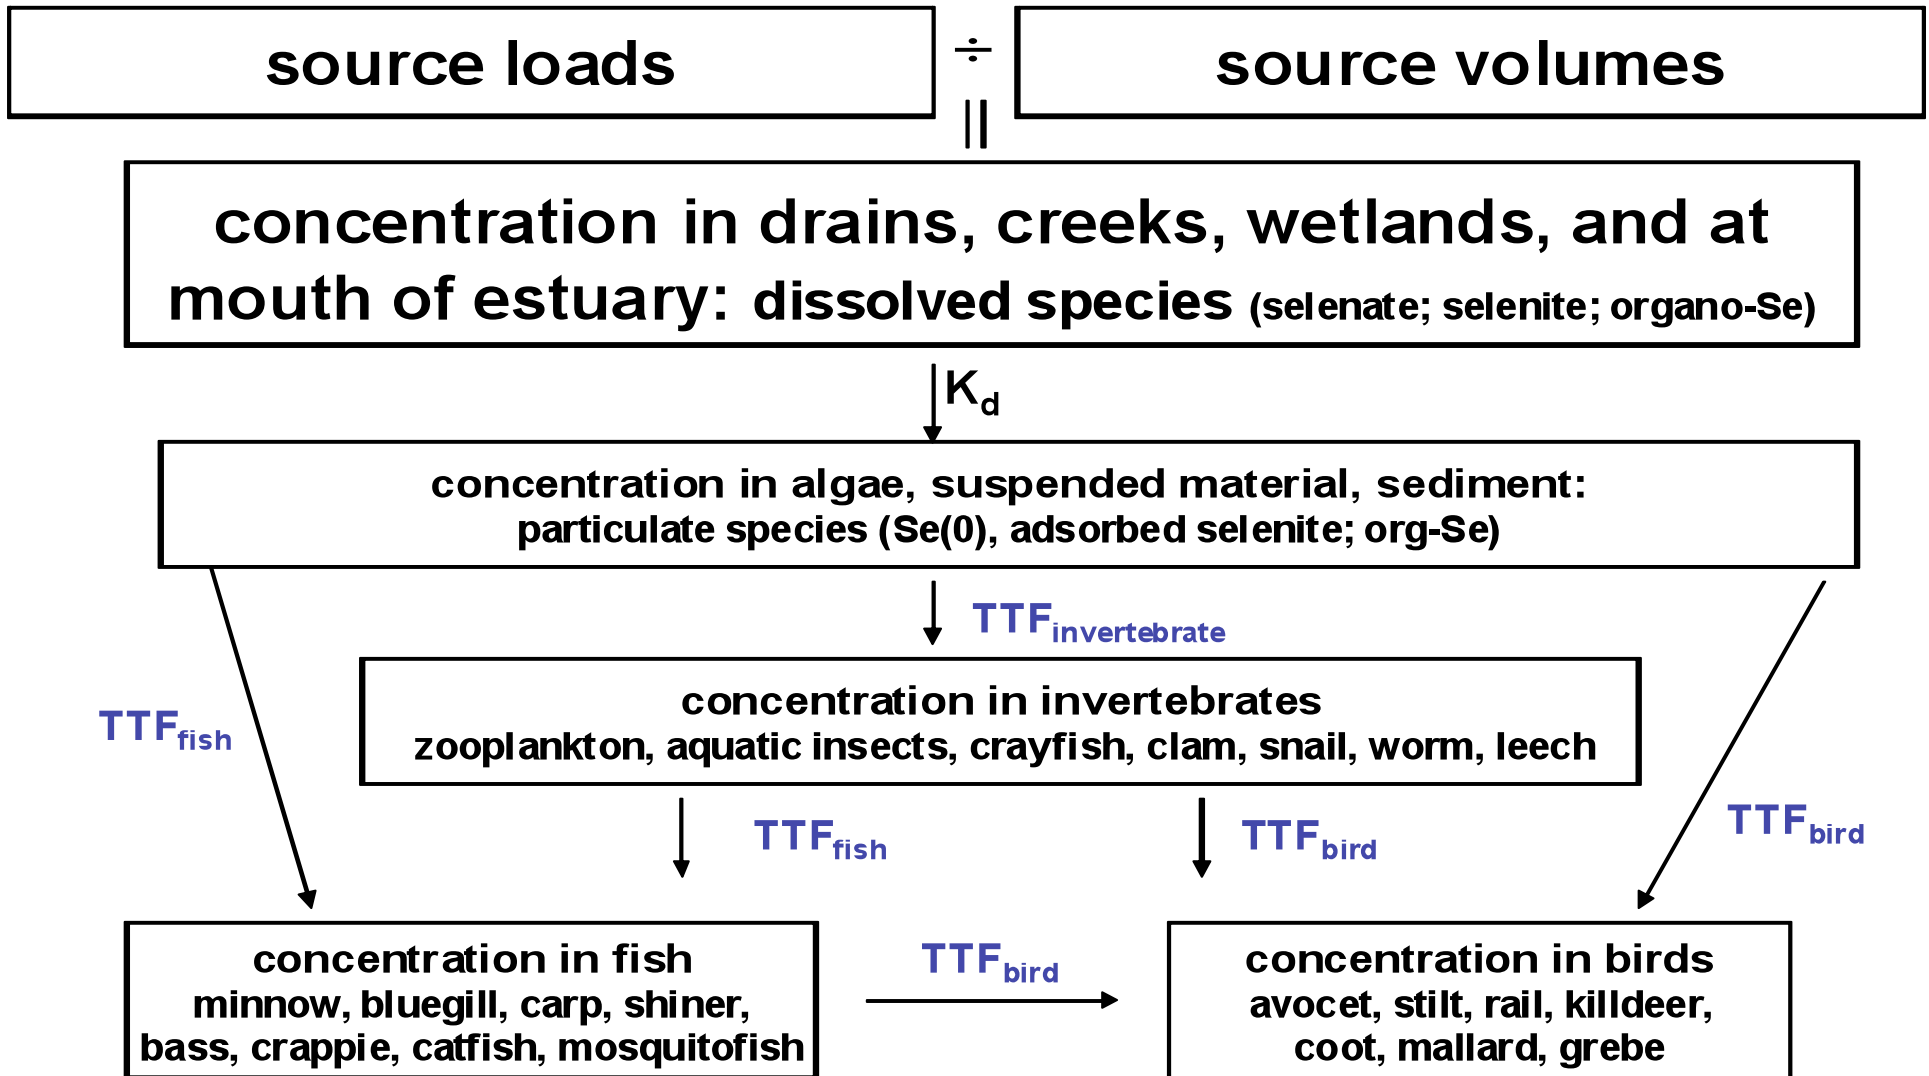 source loads
÷
source volumes
||
concentration in drains, creeks, wetlands, and at
mouth of estuary: dissolved species (selenate; selenite; organo-Se)
Kd
concentration in algae, suspended material, sediment:
particulate species (Se(0), adsorbed selenite; org-Se)
TTFinvertebrate
concentration in invertebrates
zooplankton, aquatic insects, crayfish, clam, snail, worm, leech
TTFfish
TTFfish
TTFbird
TTFbird
concentration in fish
minnow, bluegill, carp, shiner,
bass, crappie, catfish, mosquitofish
TTFbird
concentration in birds
avocet, stilt, rail, killdeer,
coot, mallard, grebe